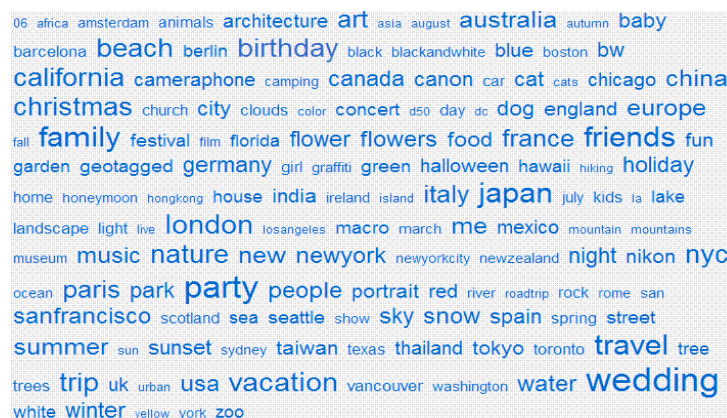 06 africa amsterdam animals architecture art asia august australia autumn baby
barcelona beach berlin birthday black blackandwhite blue boston bw
california cameraphone camping canada canon car cat cats chicago china
christmas church city clouds color concert d50 day dc dog england europe
fall family festival film florida flower flowers food france friends fun
garden geotagged germany girl graffiti green halloween hawaii hiking holiday
home honeymoon hongkong house india ireland island italy japan july kids la lake
landscape light live london losangeles macro march me mexico mountain mountains
museum music nature new newyork newyorkcity newzealand night nikon nyc
ocean paris park party people portrait red river roadtrip rock rome san
sanfrancisco scotland sea seattle show sky snow spain spring street
summer sun sunset sydney taiwan texas thailand tokyo toronto travel tree
trees trip uk urban usa vacation vancouver washington water wedding
white winter yellow york zoo